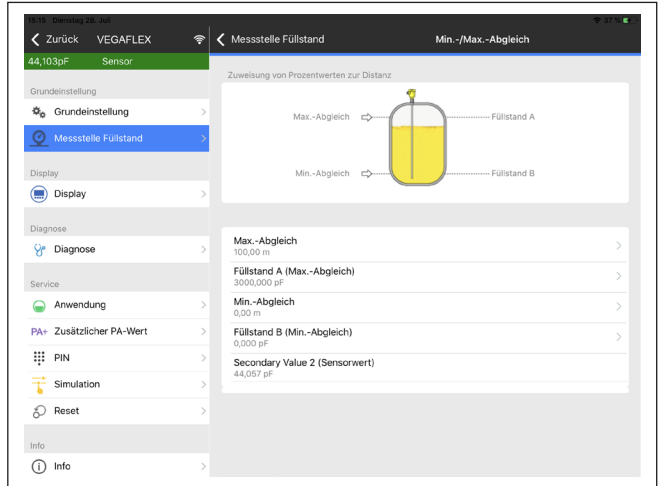 15:15 Dienstag 28. Juli
37 %
Zurück VEGAFLEX
44,103pF Sensor
Grundeinstellung
Grundeinstellung
Messstelle Füllstand
Display
Display
Diagnose
Diagnose
Service
Anwendung
PA+ Zusätzlicher PA-Wert
PIN
Simulation
Reset
Info
Info
Messstelle Füllstand
Min.-/Max.-Abgleich
Zuweisung von Prozentwerten zur Distanz
Max.-Abgleich
Füllstand A
Min.-Abgleich
Füllstand B
Max.-Abgleich
100,00 m
Füllstand A (Max.-Abgleich)
3000,000 pF
Min.-Abgleich
0,00 m
Füllstand B (Min.-Abgleich)
0,000 pF
Secondary Value 2 (Sensorwert)
44,057 pF